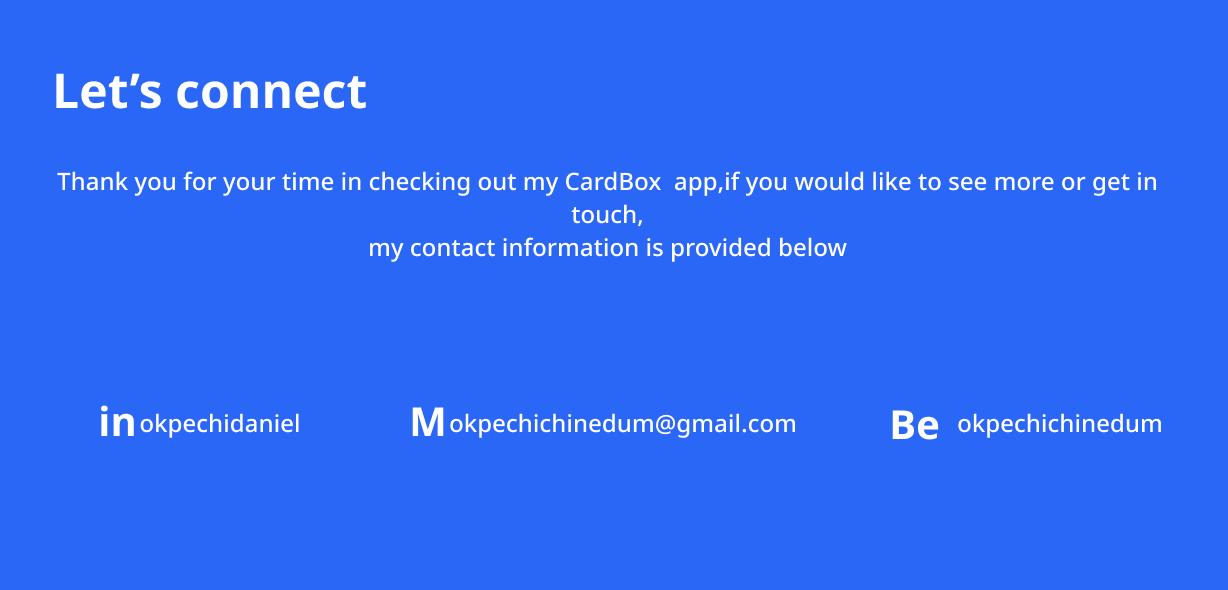 Let’s connect
Thank you for your time in checking out my CardBox  app,if you would like to see more or get in
touch,
my contact information is provided below
in okpechidaniel
M okpechichinedum@gmail.com
Be okpechichinedum